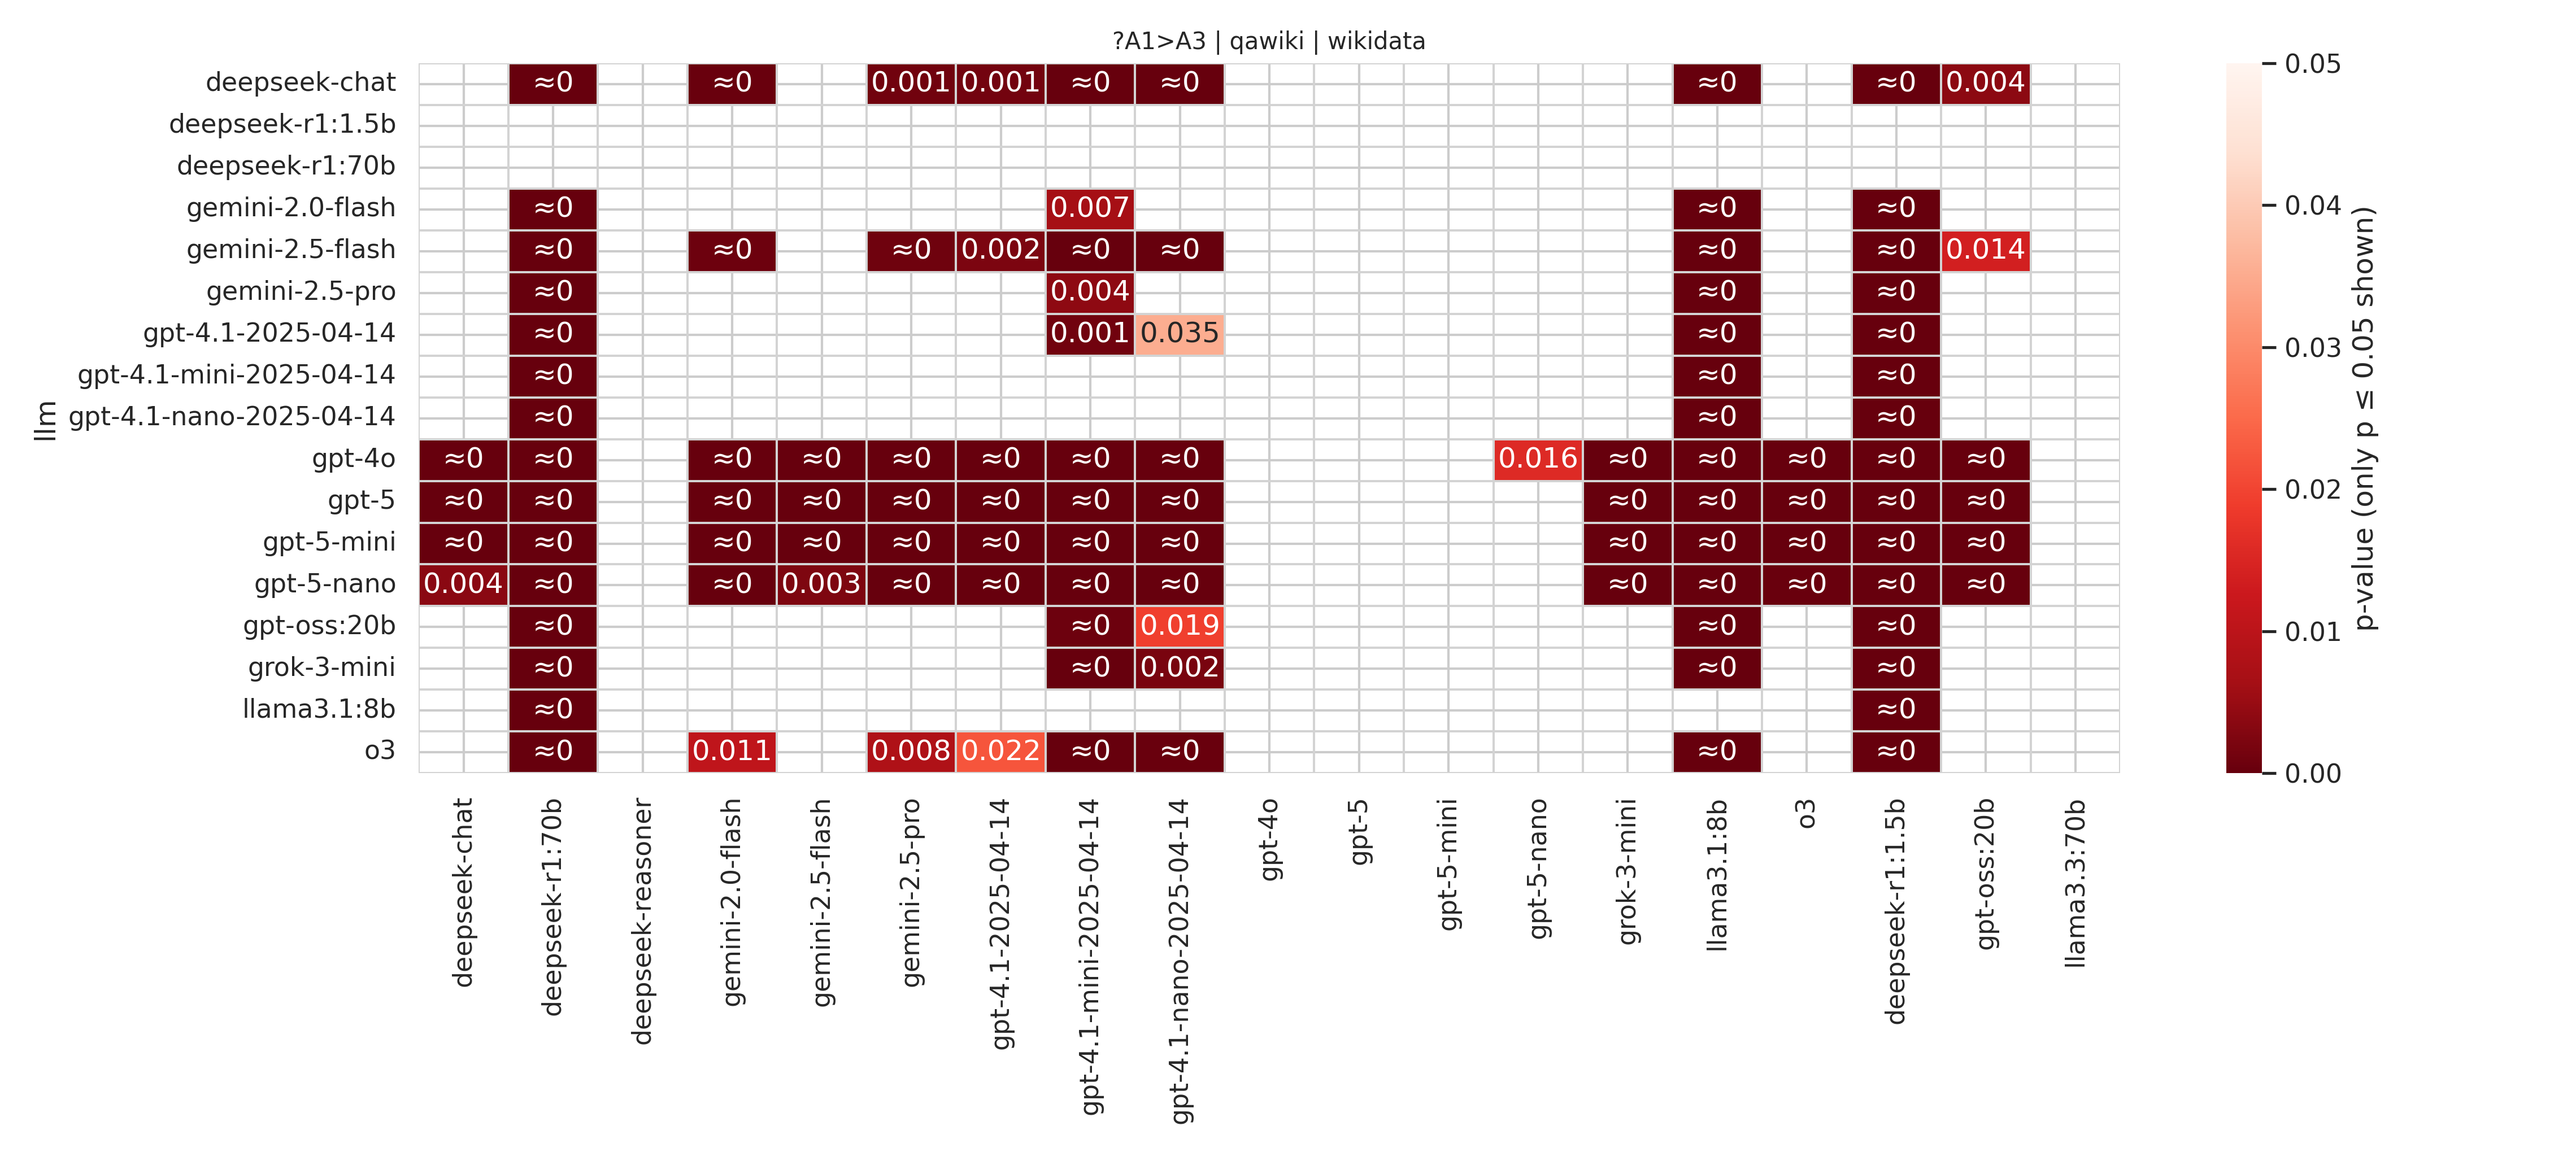 ?A1>A3 | qawiki | wikidata
deepseek-chat ≈0 ≈0 0.001 0.001 ≈0 ≈0 ≈0 ≈0 0.004
deepseek-r1:1.5b
deepseek-r1:70b
gemini-2.0-flash ≈0 0.007 ≈0 ≈0
gemini-2.5-flash ≈0 ≈0 ≈0 0.002 ≈0 ≈0 ≈0 ≈0 0.014
gemini-2.5-pro ≈0 0.004 ≈0 ≈0
gpt-4.1-2025-04-14 ≈0 0.001 0.035 ≈0 ≈0
gpt-4.1-mini-2025-04-14 ≈0 ≈0 ≈0
gpt-4.1-nano-2025-04-14 ≈0 ≈0 ≈0
gpt-4o ≈0 ≈0 ≈0 ≈0 ≈0 ≈0 ≈0 ≈0 0.016 ≈0 ≈0 ≈0 ≈0 ≈0
gpt-5 ≈0 ≈0 ≈0 ≈0 ≈0 ≈0 ≈0 ≈0 ≈0 ≈0 ≈0 ≈0 ≈0
gpt-5-mini ≈0 ≈0 ≈0 ≈0 ≈0 ≈0 ≈0 ≈0 ≈0 ≈0 ≈0 ≈0 ≈0
gpt-5-nano 0.004 ≈0 ≈0 0.003 ≈0 ≈0 ≈0 ≈0 ≈0 ≈0 ≈0 ≈0 ≈0
gpt-oss:20b ≈0 ≈0 0.019 ≈0 ≈0
grok-3-mini ≈0 ≈0 0.002 ≈0 ≈0
llama3.1:8b ≈0 ≈0
o3 ≈0 0.011 0.008 0.022 ≈0 ≈0 ≈0 ≈0
llm
deepseek-chat
deepseek-r1:70b
deepseek-reasoner
gemini-2.0-flash
gemini-2.5-flash
gemini-2.5-pro
gpt-4.1-2025-04-14
gpt-4.1-mini-2025-04-14
gpt-4.1-nano-2025-04-14
gpt-4o
gpt-5
gpt-5-mini
gpt-5-nano
grok-3-mini
llama3.1:8b
o3
deepseek-r1:1.5b
gpt-oss:20b
llama3.3:70b
0.05
0.04
0.03
0.02
0.01
0.00
p-value (only p ≤ 0.05 shown)